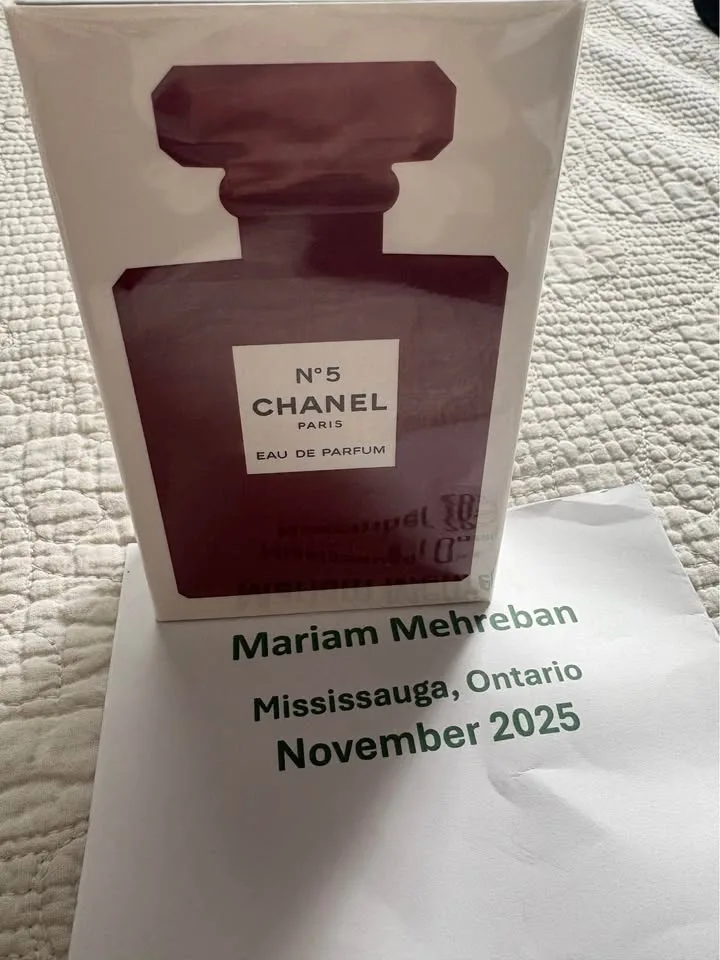 N°5
CHANEL
PARIS
EAU DE PARFUM
Mariam Mehreban
Mississauga, Ontario
November 2025